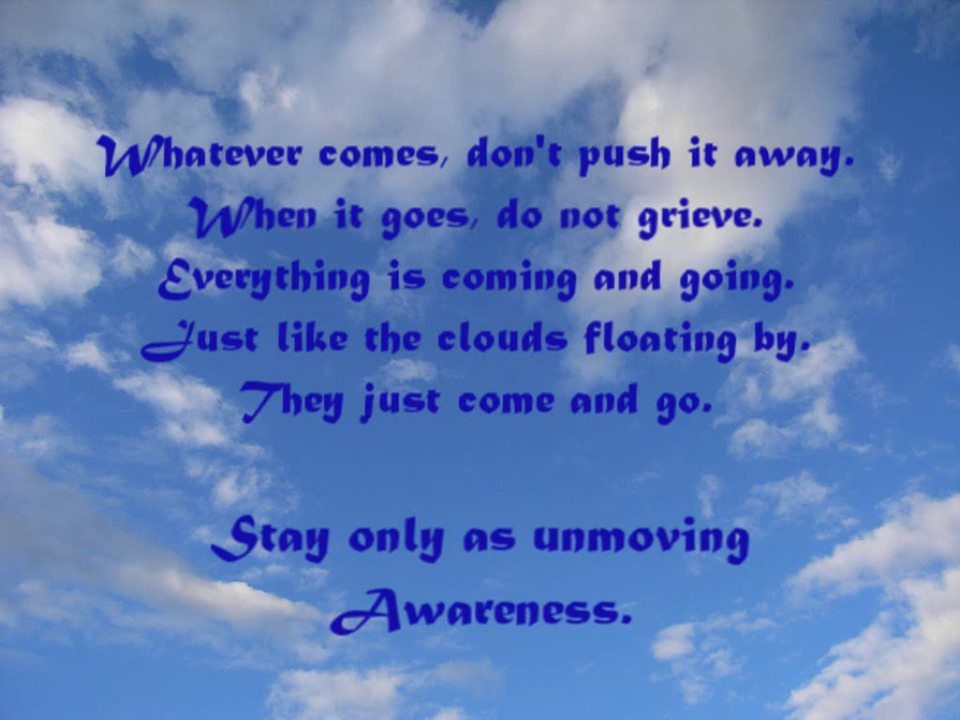 Whatever comes, don't push it away.
When it goes, do not grieve.
Everything is coming and going.
Just like the clouds floating by.
They just come and go.
Stay only as unmoving
Awareness.